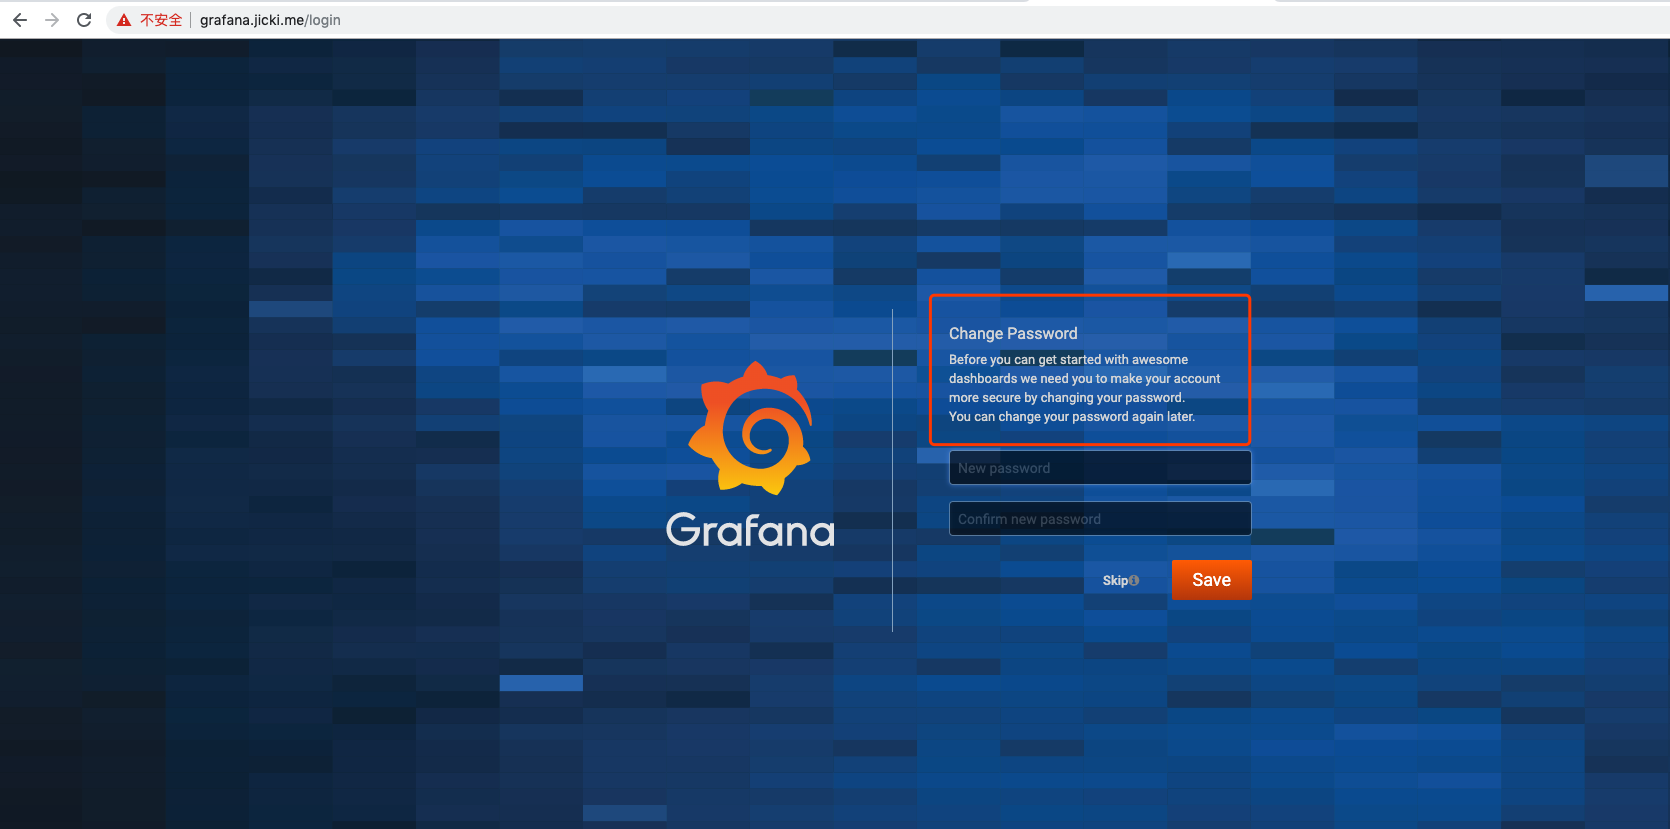 不安全 grafana.jicki.me/login
Change Password
Before you can get started with awesome
dashboards we need you to make your account
more secure by changing your password.
You can change your password again later.
New password
Grafana
Confirm new password
Skip
Save